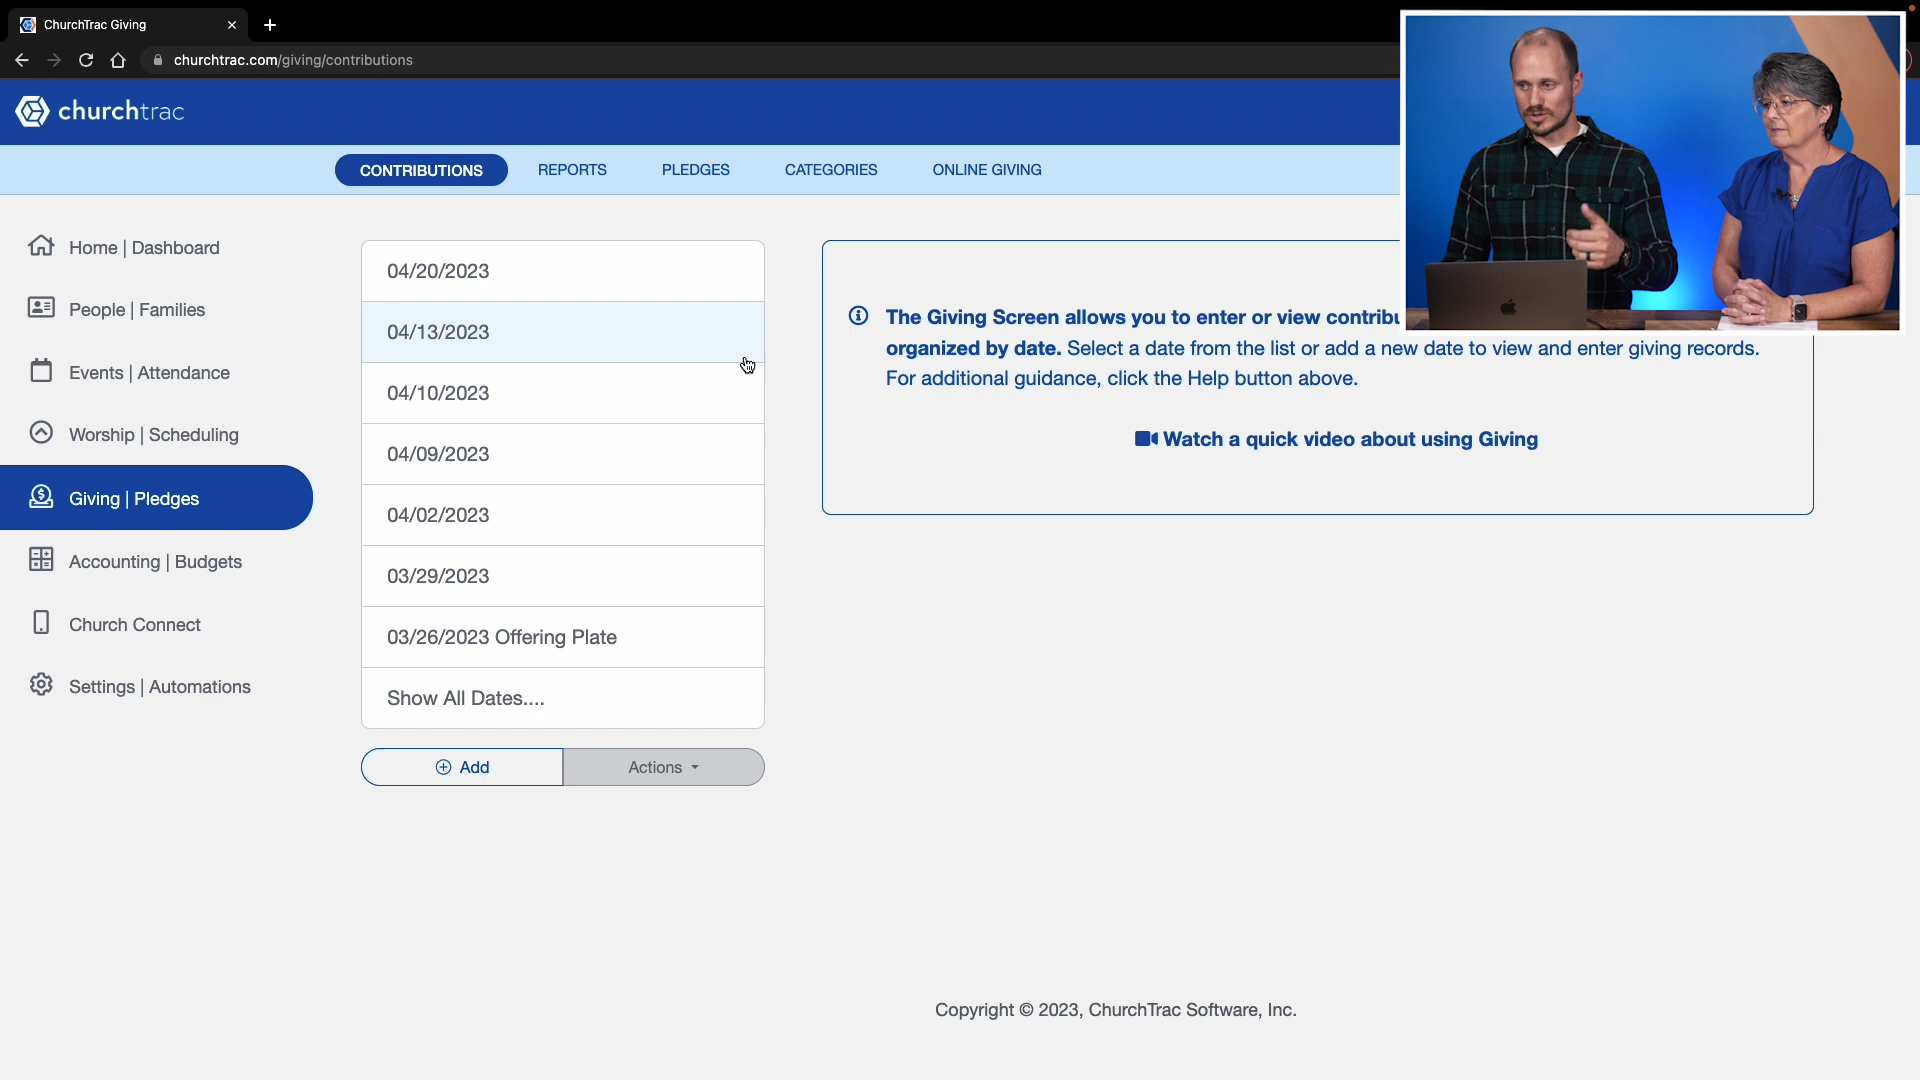 ChurchTrac Giving
churchtrac.com/giving/contributions
churchtrac
CONTRIBUTIONS REPORTS PLEDGES CATEGORIES ONLINE GIVING
Home | Dashboard
People | Families
Events | Attendance
Worship | Scheduling
Giving | Pledges
Accounting | Budgets
Church Connect
Settings | Automations
04/20/2023
04/13/2023
04/10/2023
04/09/2023
04/02/2023
03/29/2023
03/26/2023 Offering Plate
Show All Dates....
Add Actions
The Giving Screen allows you to enter or view
organized by date. Select a date from the list or add a new date to view and enter giving records.
For additional guidance, click the Help button above.
Watch a quick video about using Giving
Copyright © 2023, ChurchTrac Software, Inc.